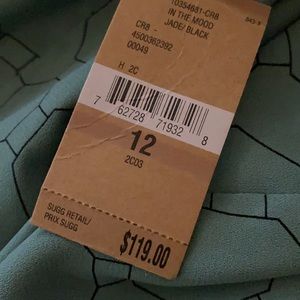 10354881-CR8
IN THE MOOD
JADE/ BLACK
CR8 -
4500362392
00049
H 2C
7 62728 71932 8
12
2C03
SUGG RETAIL/
PRIX SUGG
$119.00